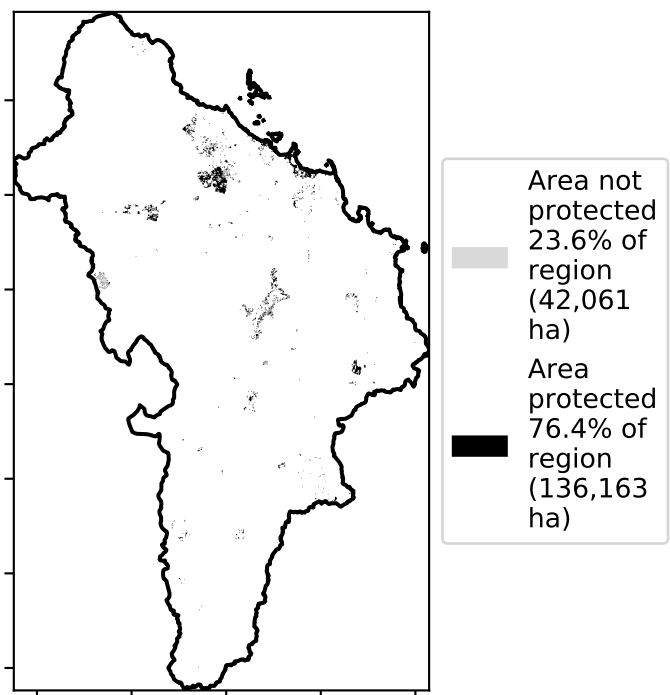 Area not
protected
23.6% of
region
(42,061
ha)
Area
protected
76.4% of
region
(136,163
ha)